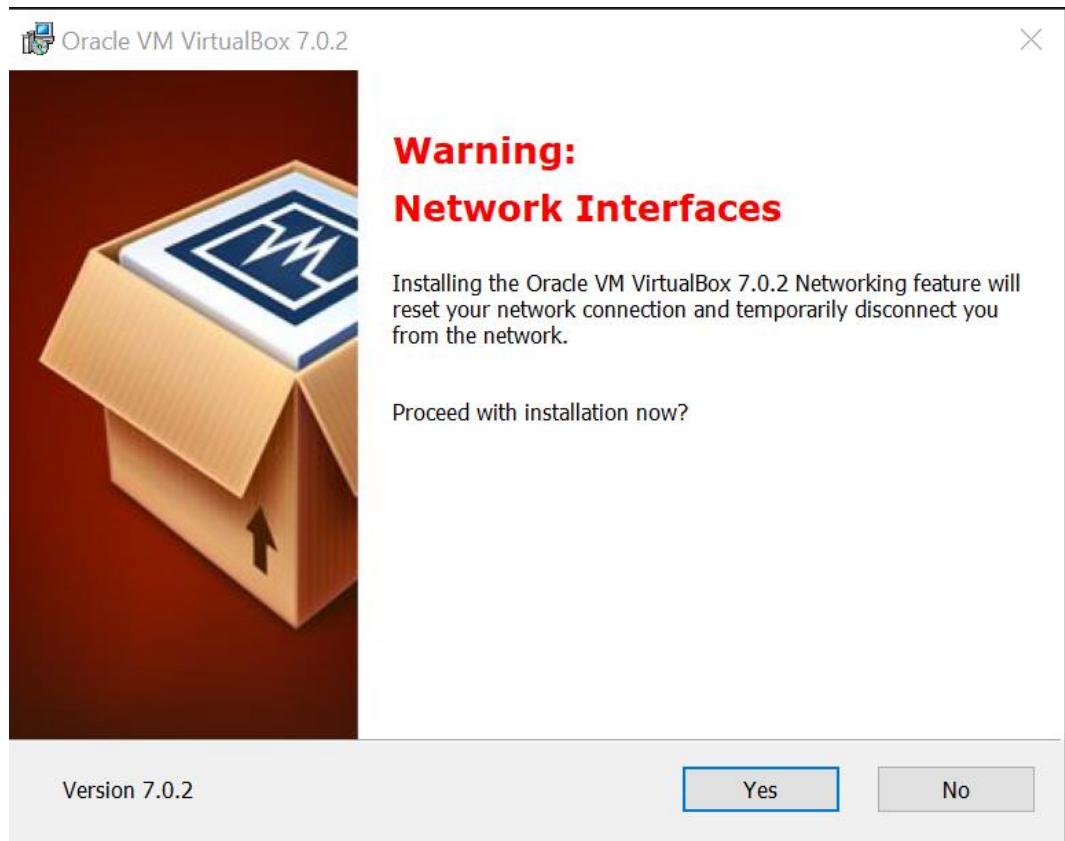 Oracle VM VirtualBox 7.0.2
Warning:
Network Interfaces
Installing the Oracle VM VirtualBox 7.0.2 Networking feature will
reset your network connection and temporarily disconnect you
from the network.
Proceed with installation now?
Version 7.0.2
Yes
No